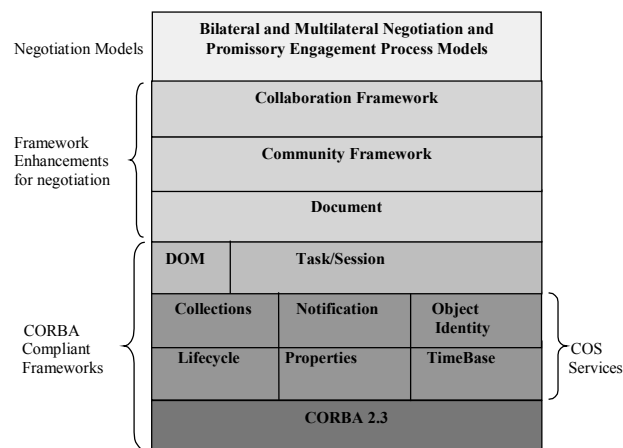 Negotiation Models
Bilateral and Multilateral Negotiation and
Promissory Engagement Process Models
Framework
Enhancements
for negotiation
Collaboration Framework
Community Framework
Document
CORBA
Compliant
Frameworks
DOM
Task/Session
Collections
Notification
Object
Identity
Lifecycle
Properties
TimeBase
COS
Services
CORBA 2.3